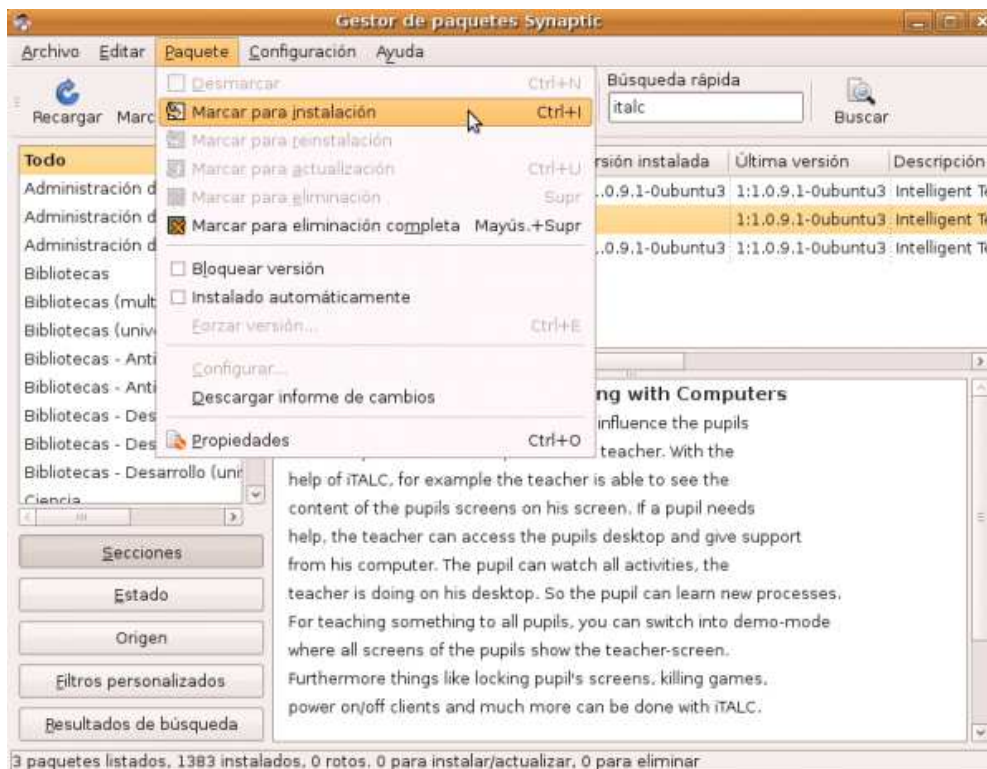 Gestor de paquetes Synaptic
Archivo Editar Paquete Configuración Ayuda
Recargar Marc
Búsqueda rápida
italc
Buscar
Desmarcar Ctrl+N
Marcar para instalación Ctrl+I
Marcar para reinstalación
Marcar para actualización Ctrl+U
Marcar para eliminación Supr
Marcar para eliminación completa Mayús.+Supr
Bloquear versión
Instalado automáticamente
Forzar versión... Ctrl+E
Configurar...
Descargar informe de cambios
Propiedades Ctrl+O
Todo
Administración d
Administración d
Administración d
Bibliotecas
Bibliotecas (mult
Bibliotecas (univ
Bibliotecas - Anti
Bibliotecas - Anti
Bibliotecas - Des
Bibliotecas - Des
Bibliotecas - Desarrollo (uni
Ciencia
Secciones
Estado
Origen
Filtros personalizados
Resultados de búsqueda
rsión instalada Última versión Descripción
.0.9.1-0ubuntu3 1:1.0.9.1-0ubuntu3 Intelligent Te
1:1.0.9.1-0ubuntu3 Intelligent Te
.0.9.1-0ubuntu3 1:1.0.9.1-0ubuntu3 Intelligent Te
ng with Computers
influence the pupils
teacher. With the
help of iTALC, for example the teacher is able to see the
content of the pupils screens on his screen. If a pupil needs
help, the teacher can access the pupils desktop and give support
from his computer. The pupil can watch all activities, the
teacher is doing on his desktop. So the pupil can learn new processes.
For teaching something to all pupils, you can switch into demo-mode
where all screens of the pupils show the teacher-screen.
Furthermore things like locking pupil's screens, killing games,
power on/off clients and much more can be done with iTALC.
3 paquetes listados, 1383 instalados, 0 rotos. 0 para instalar/actualizar, 0 para eliminar